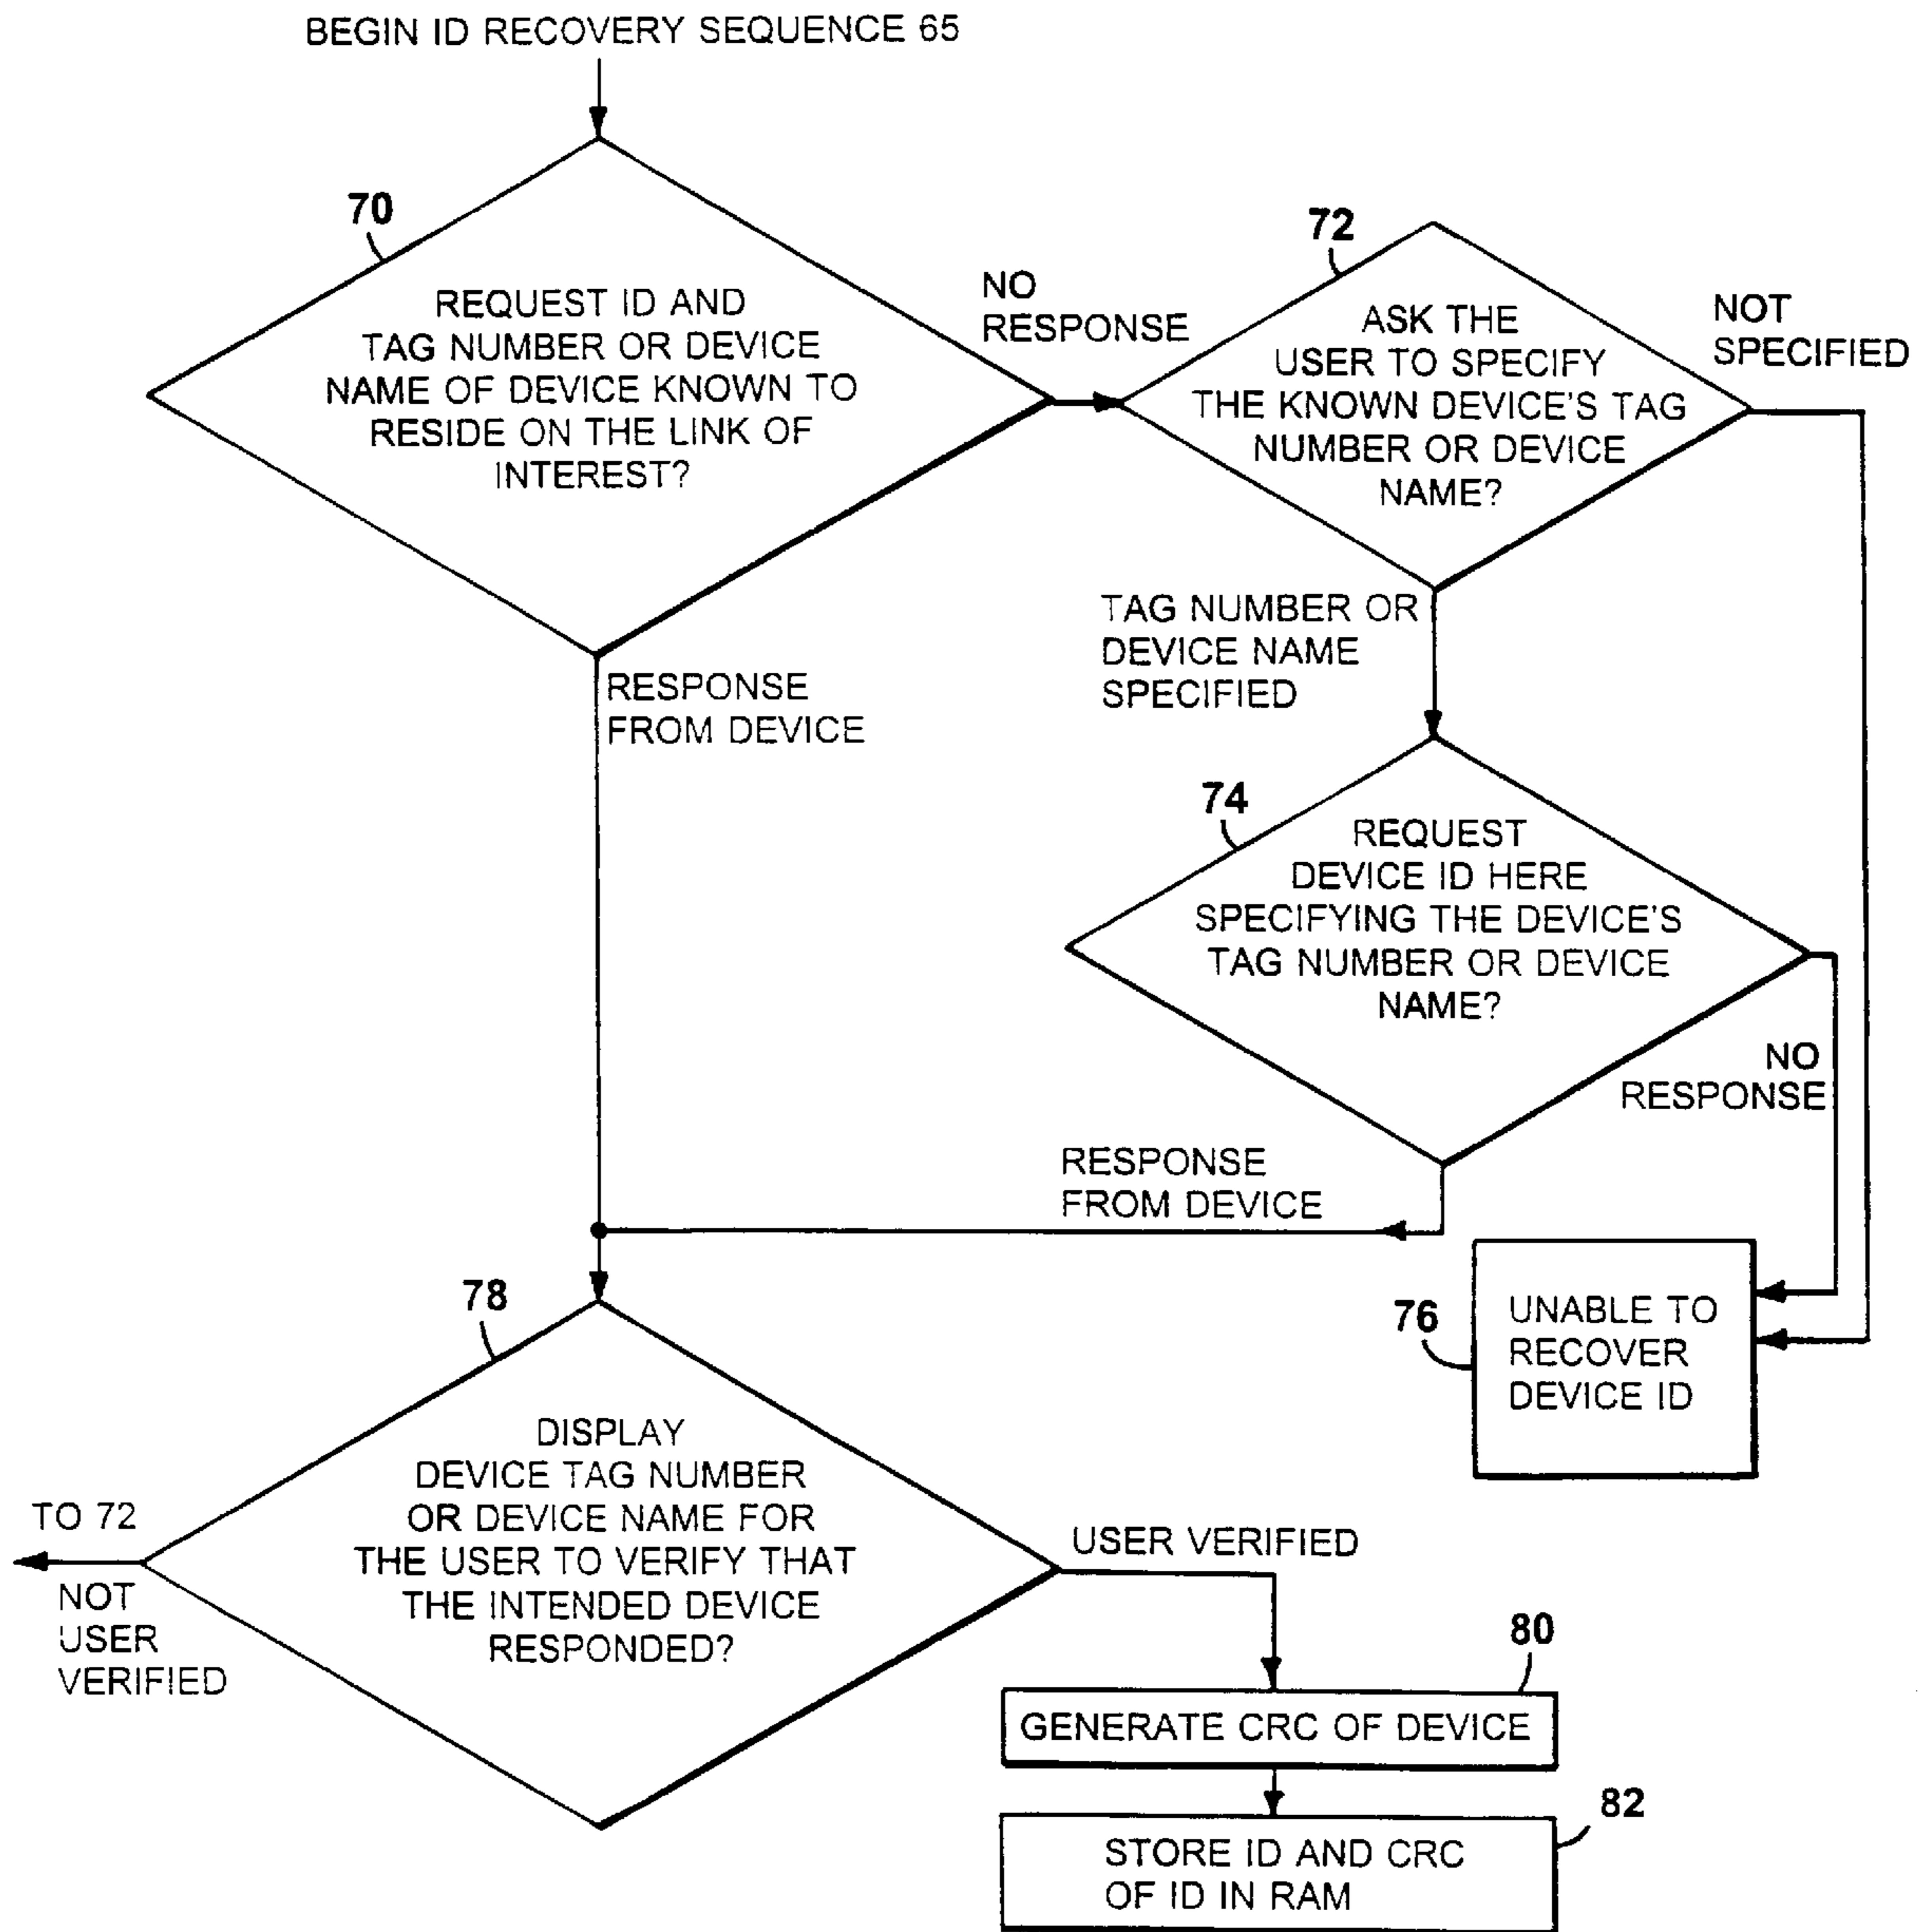 BEGIN ID RECOVERY SEQUENCE 65
70
REQUEST ID AND
TAG NUMBER OR DEVICE
NAME OF DEVICE KNOWN TO
RESIDE ON THE LINK OF
INTEREST?
NO
RESPONSE
72
ASK THE
USER TO SPECIFY
THE KNOWN DEVICE'S TAG
NUMBER OR DEVICE
NAME?
NOT
SPECIFIED
RESPONSE
FROM DEVICE
TAG NUMBER OR
DEVICE NAME
SPECIFIED
74
REQUEST
DEVICE ID HERE
SPECIFYING THE DEVICE'S
TAG NUMBER OR DEVICE
NAME?
NO
RESPONSE
RESPONSE
FROM DEVICE
76
UNABLE TO
RECOVER
DEVICE ID
78
DISPLAY
DEVICE TAG NUMBER
OR DEVICE NAME FOR
THE USER TO VERIFY THAT
THE INTENDED DEVICE
RESPONDED?
TO 72
NOT
USER
VERIFIED
USER VERIFIED
80
GENERATE CRC OF DEVICE
82
STORE ID AND CRC
OF ID IN RAM